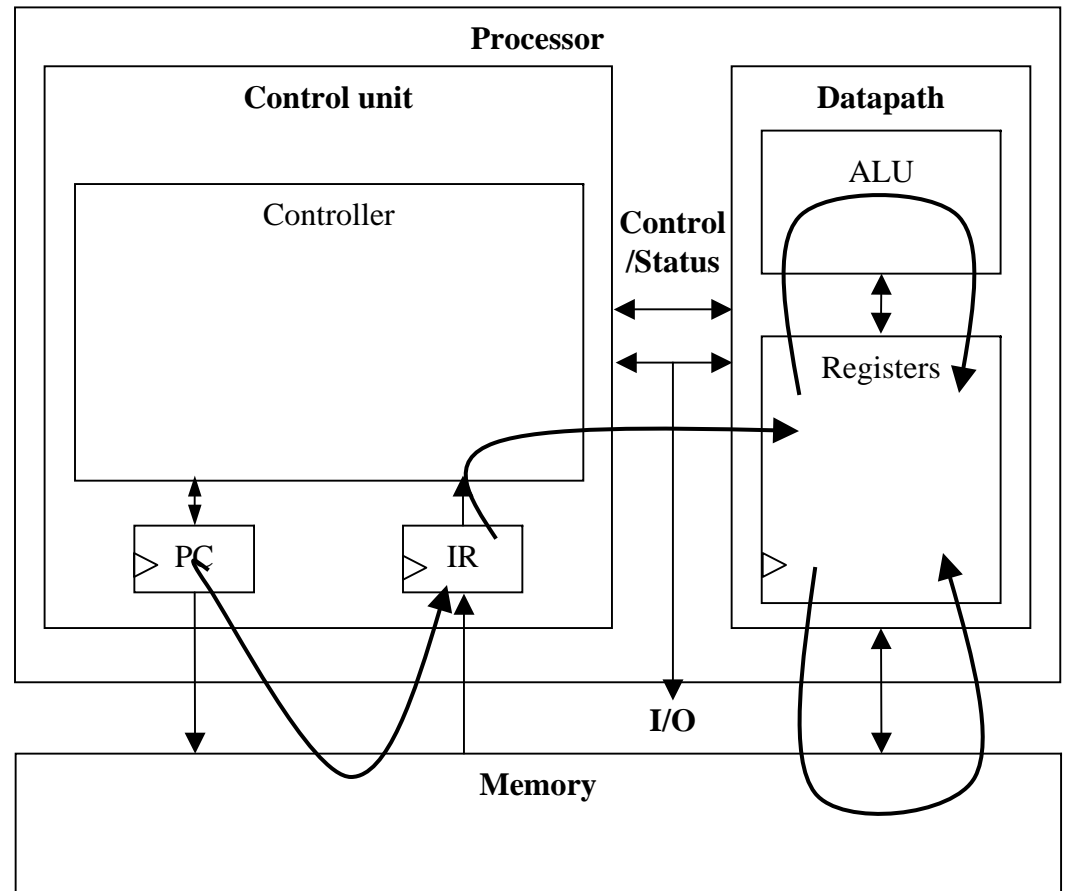 Processor
Control unit
Datapath
Controller
ALU
Control
/Status
Registers
PC
IR
I/O
Memory